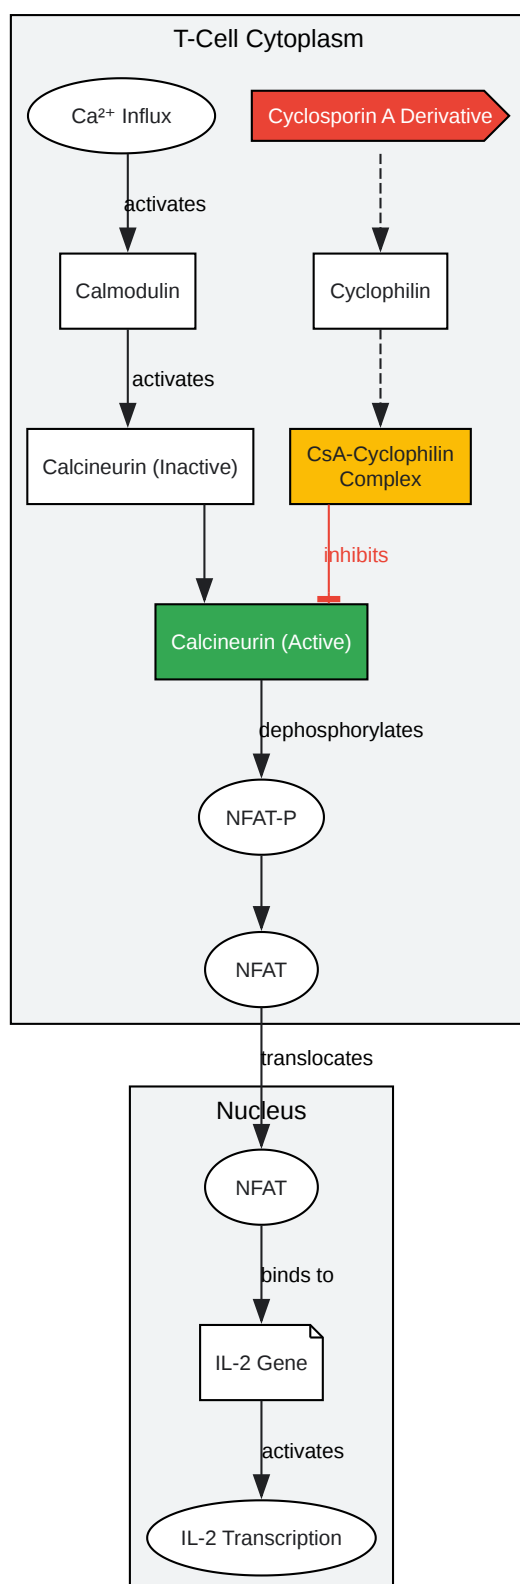 T-Cell Cytoplasm
Ca²⁺ Influx
Cyclosporin A Derivative
activates
Calmodulin
Cyclophilin
activates
Calcineurin (Inactive)
CsA-Cyclophilin
Complex
inhibits
Calcineurin (Active)
dephosphorylates
NFAT-P
NFAT
translocates
Nucleus
NFAT
binds to
IL-2 Gene
activates
IL-2 Transcription